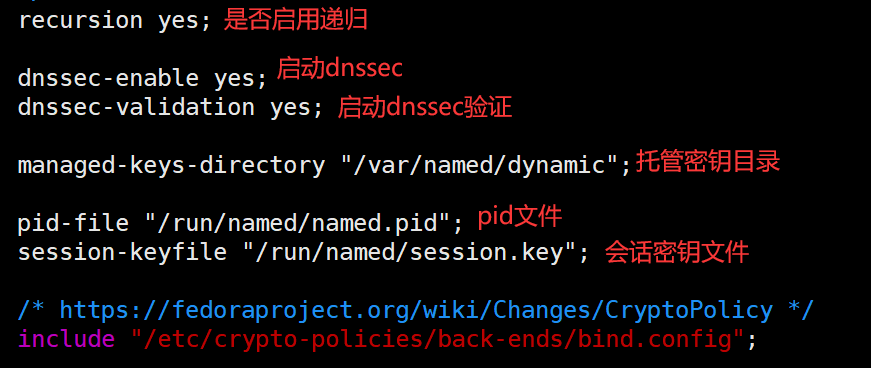 recursion yes; 是否启用递归
dnssec-enable yes; 启动dnssec
dnssec-validation yes; 启动dnssec验证
managed-keys-directory "/var/named/dynamic"; 托管密钥目录
pid-file "/run/named/named.pid"; pid文件
session-keyfile "/run/named/session.key"; 会话密钥文件
/* https://fedoraproject.org/wiki/Changes/CryptoPolicy */
include "/etc/crypto-policies/back-ends/bind.config";